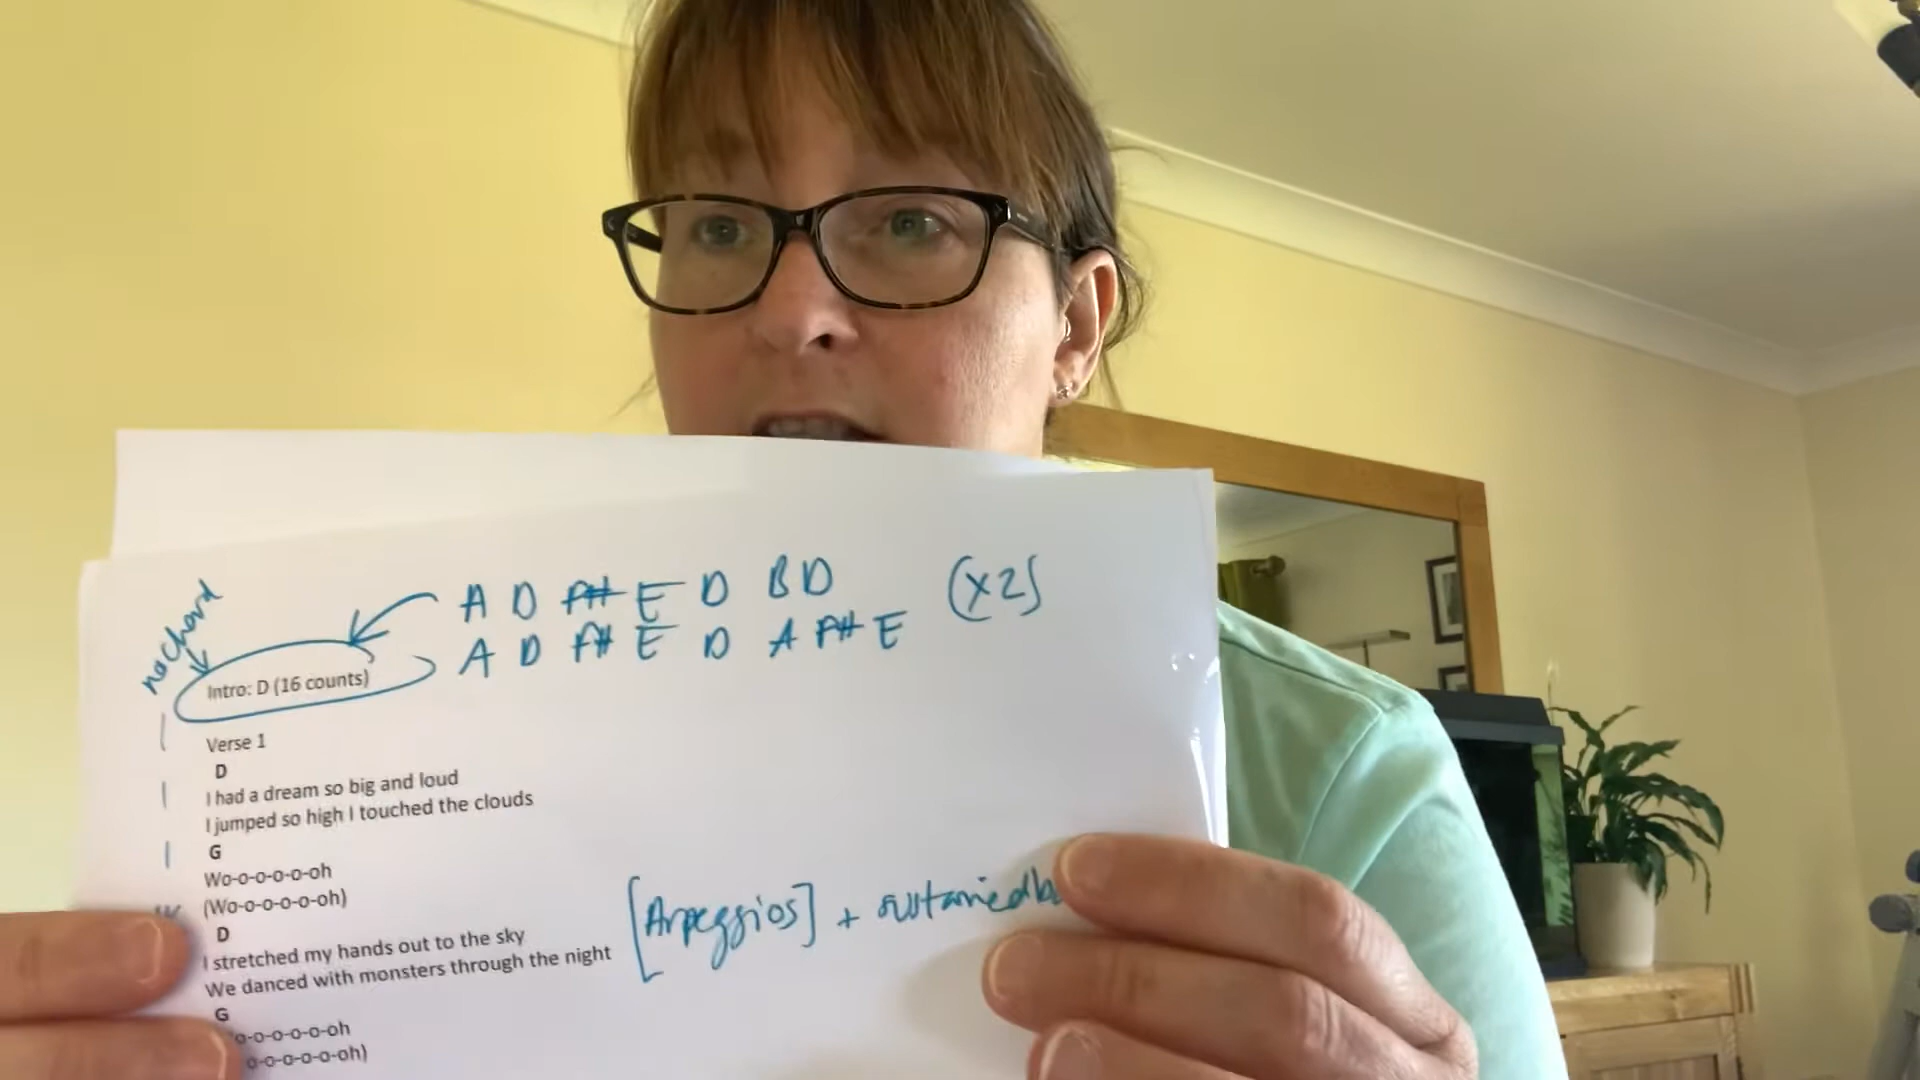 A D F# E D B D (x2)
A D F# E D A F# E
no chord
Intro: D (16 counts)
Verse 1
D
I had a dream so big and loud
I jumped so high I touched the clouds
G
Wo-o-o-o-o-oh
(Wo-o-o-o-o-oh)
D
I stretched my hands out to the sky
We danced with monsters through the night
[Arpeggios] +
G
o-o-o-o-o-oh
o-o-o-o-o-oh)